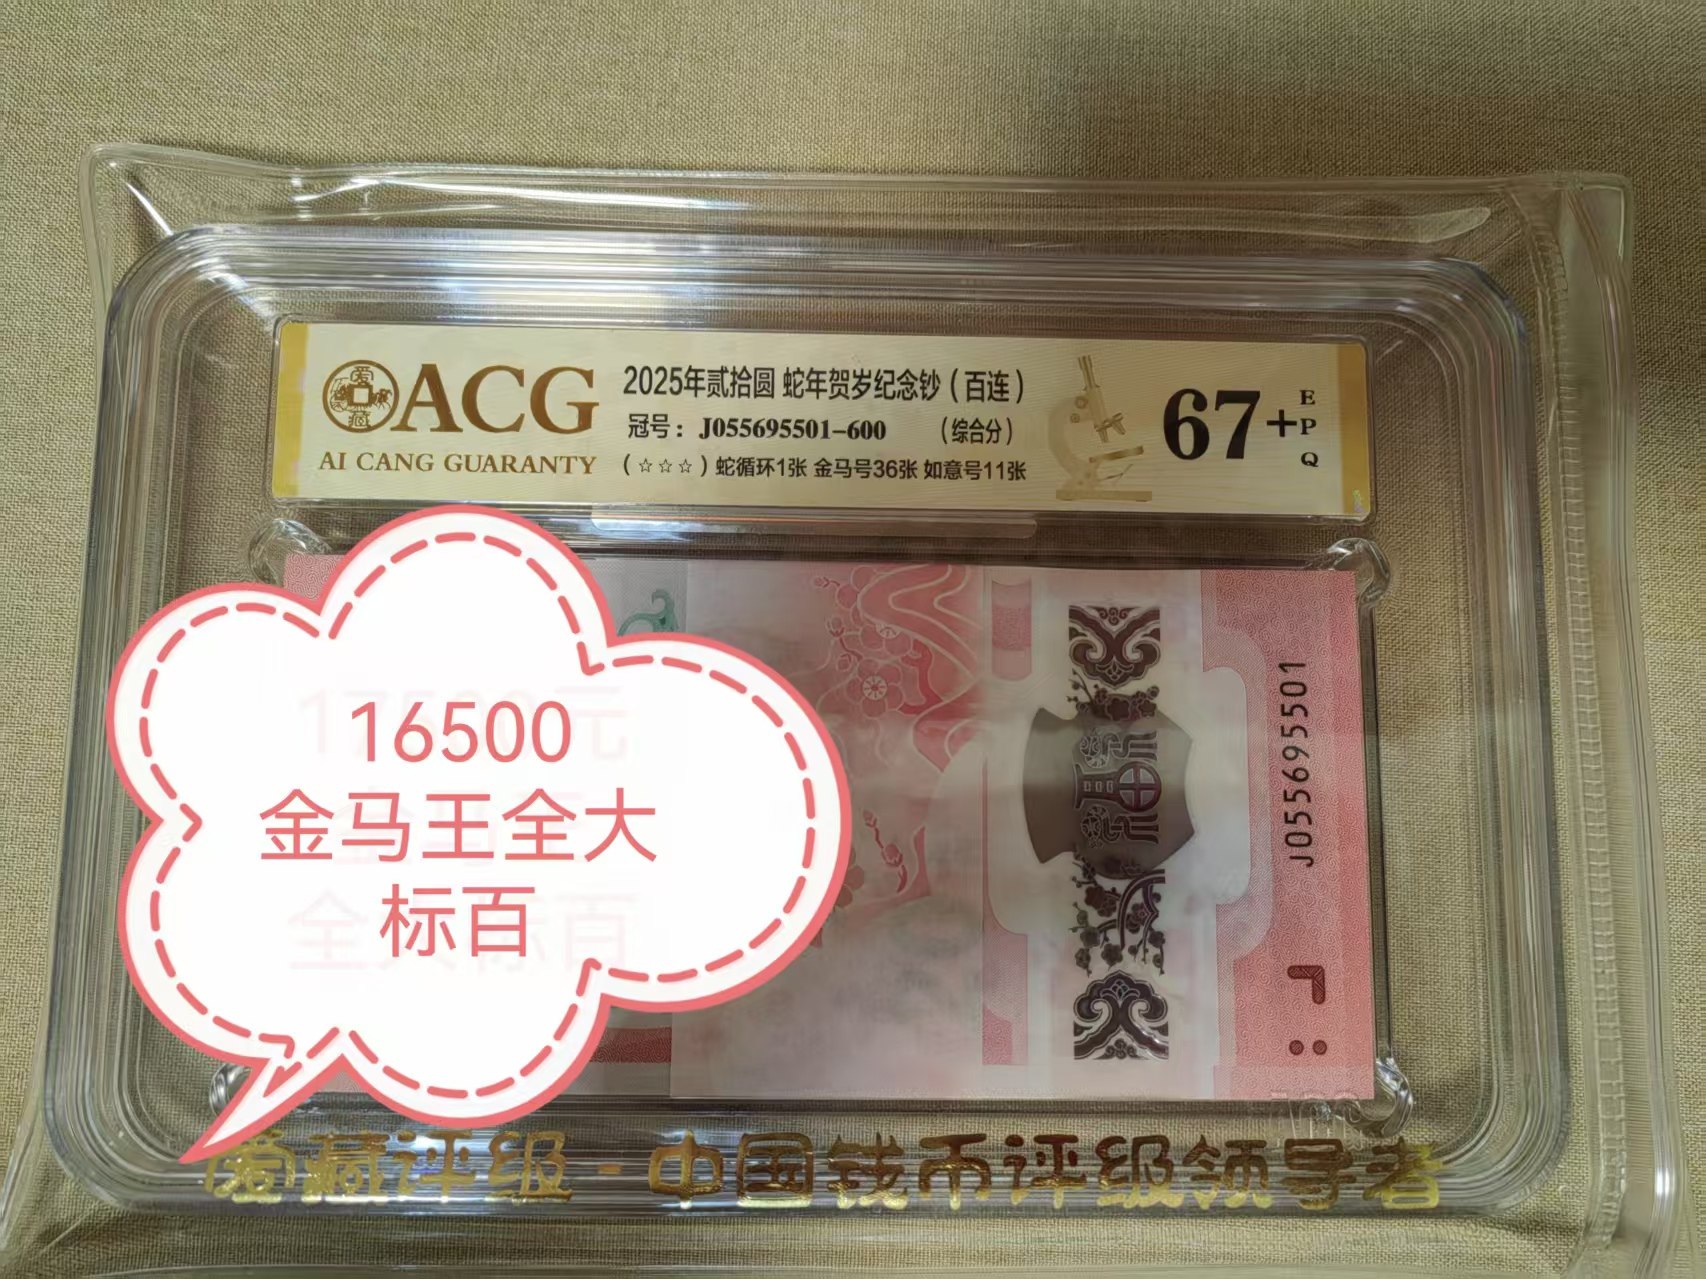 爱藏
ACG
AI CANG GUARANTY
2025年贰拾圆 蛇年贺岁纪念钞(百连)
冠号:J055695501-600 (综合分)
(☆☆☆)蛇循环1张 金马号36张 如意号11张
67+
E
P
Q
16500
金马王全大
标百
J055695501
爱藏评级-中国钱币评级领导者